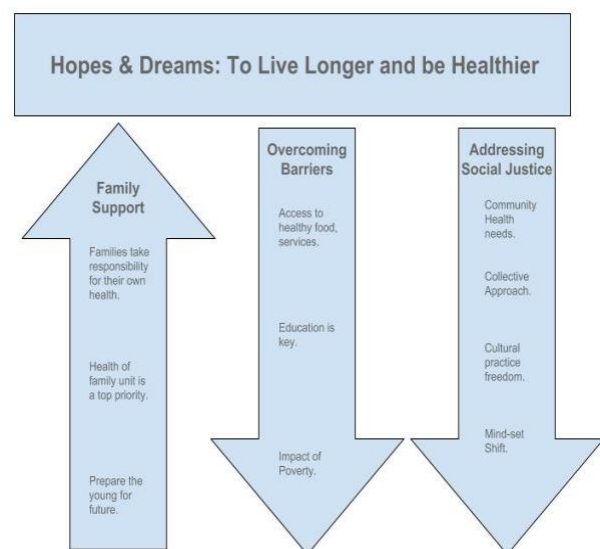 Hopes & Dreams: To Live Longer and be Healthier
Family
Support
Families take
responsibility
for their own
health.
Health of
family unit is
a top priority.
Prepare the
young for
future.
Overcoming
Barriers
Access to
healthy food,
services.
Education is
key.
Impact of
Poverty.
Addressing
Social Justice
Community
Health
needs.
Collective
Approach.
Cultural
practice
freedom.
Mind-set
Shift.